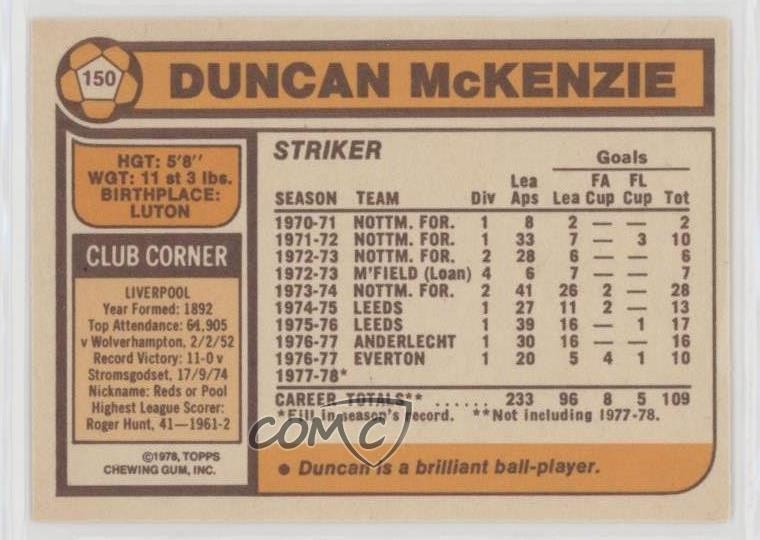 150
DUNCAN McKENZIE
HGT: 5'8''
WGT: 11 st 3 lbs.
BIRTHPLACE:
LUTON
CLUB CORNER
LIVERPOOL
Year Formed: 1892
Top Attendance: 61,905
v Wolverhampton, 2/2/52
Record Victory: 11-0 v
Stromsgodset, 17/9/74
Nickname: Reds or Pool
Highest League Scorer:
Roger Hunt, 41—1961-2
©1978, TOPPS
CHEWING GUM, INC.
STRIKER
Goals
Lea FA FL
SEASON TEAM Div Aps Lea Cup Cup Tot
1970-71 NOTTM. FOR. 1 8 2 — — 2
1971-72 NOTTM. FOR. 1 33 7 — 3 10
1972-73 NOTTM. FOR. 2 28 6 — — 6
1972-73 M'FIELD (Loan) 4 6 7 — — 7
1973-74 NOTTM. FOR. 2 41 26 2 — 28
1974-75 LEEDS 1 27 11 2 — 13
1975-76 LEEDS 1 39 16 — 1 17
1976-77 ANDERLECHT 1 30 16 — — 16
1976-77 EVERTON 1 20 5 4 1 10
1977-78*
CAREER TOTALS** ...... 233 96 8 5 109
*Fill in season's record. **Not including 1977-78.
COMC
● Duncan is a brilliant ball-player.